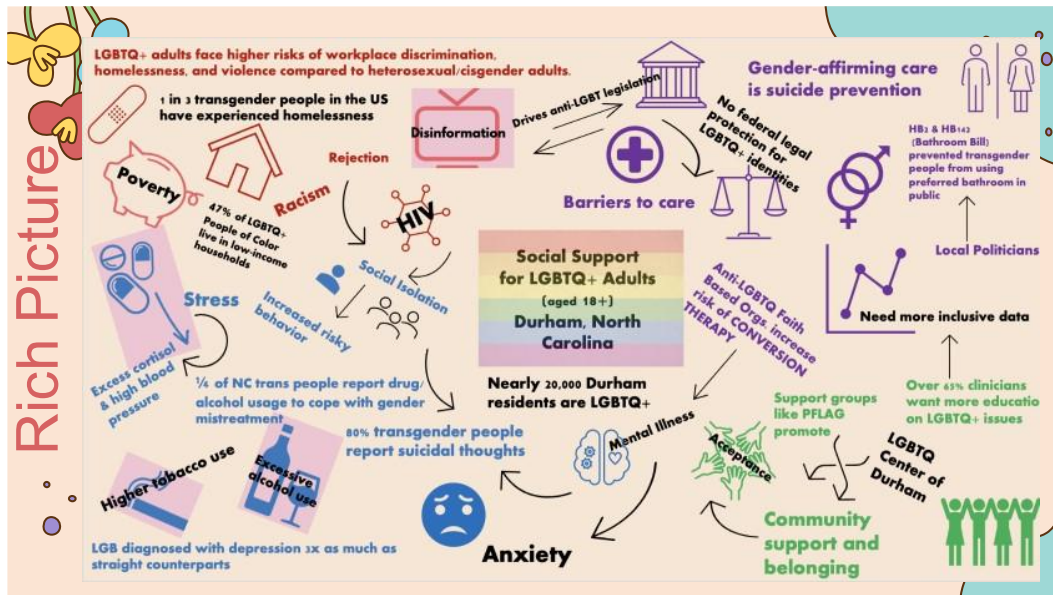 Rich Picture
LGBTQ+ adults face higher risks of workplace discrimination,
homelessness, and violence compared to heterosexual/cisgender adults.
1 in 3 transgender people in the US
have experienced homelessness
Poverty
47% of LGBTQ+
People of Color
live in low-income
households
Racism
Rejection
HIV
Disinformation
Drives anti-LGBT legislation
No federal legal
protection for
LGBTQ+ identities
Gender-affirming care
is suicide prevention
Barriers to care
HB2 & HB142
(Bathroom Bill)
prevented transgender
people from using
preferred bathroom in
public
Local Politicians
Need more inclusive data
Over 65% clinicians
want more educatio
on LGBTQ+ issues
Social Support
for LGBTQ+ Adults
(aged 18+)
Durham, North
Carolina
Nearly 20,000 Durham
residents are LGBTQ+
Anti-LGBTQ Faith
Based Orgs. increase
risk of CONVERSION
THERAPY
Social Isolation
Increased risky
behavior
Stress
Excess cortisol
& high blood
pressure
¼ of NC trans people report drug/
alcohol usage to cope with gender
mistreatment
80% transgender people
report suicidal thoughts
Higher tobacco use
Excessive
alcohol use
LGB diagnosed with depression 3x as much as
straight counterparts
Mental Illness
Anxiety
Acceptance
Support groups
like PFLAG
promote
LGBTQ
Center of
Durham
Community
support and
belonging